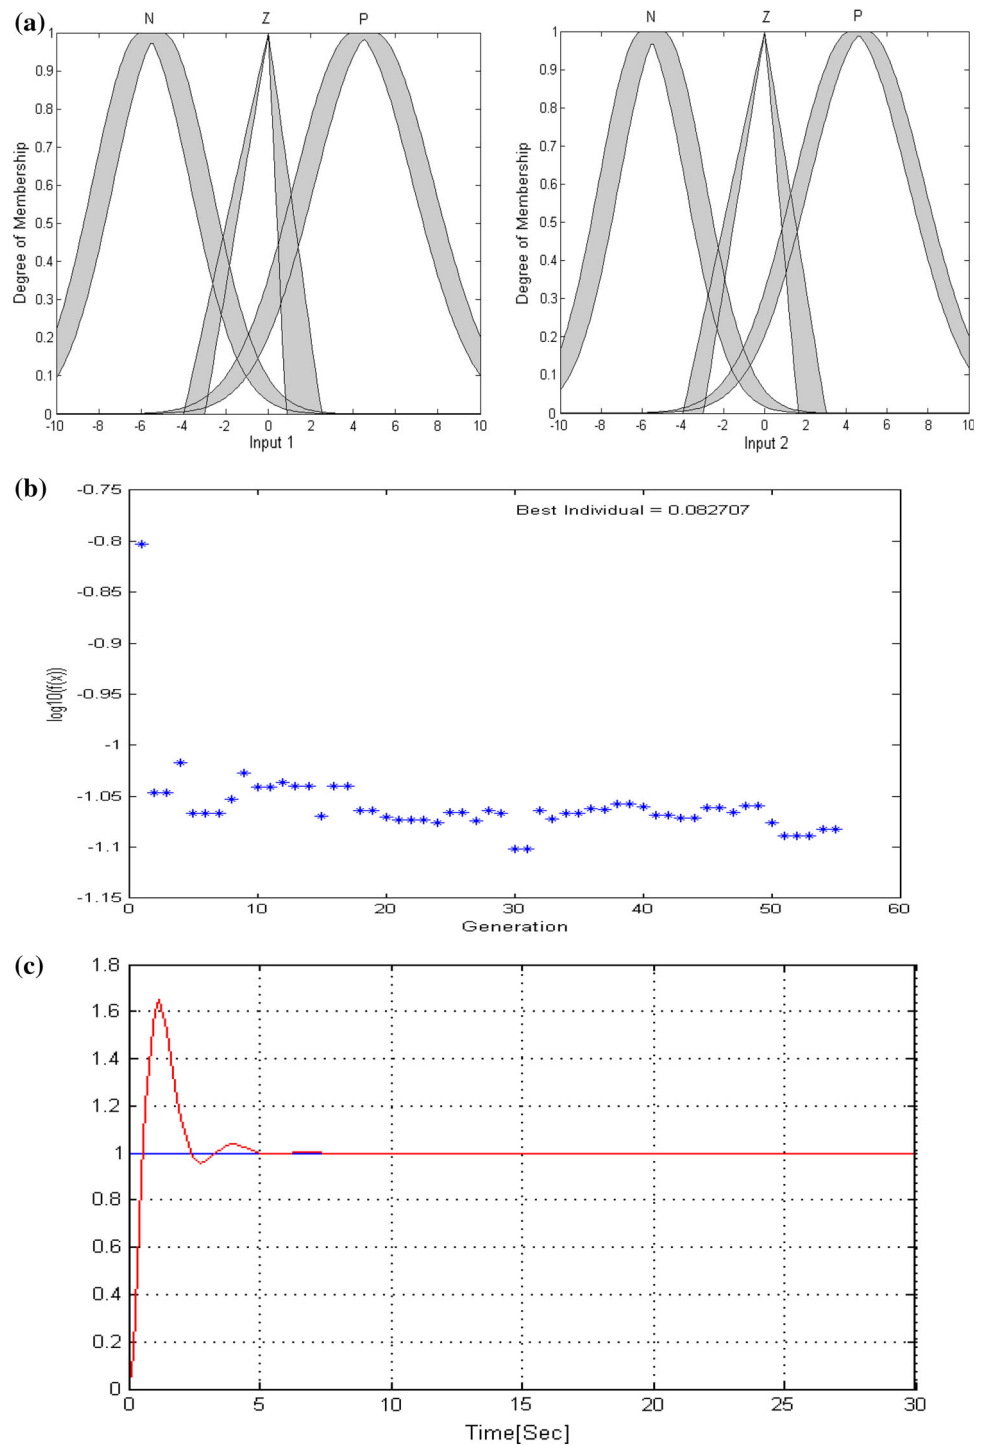 (a)
N Z P
1
0.9
0.8
0.7
0.6
0.5
0.4
0.3
0.2
0.1
0
Degree of Membership
-10 -8 -6 -4 -2 0 2 4 6 8 10
Input 1
N Z P
1
0.9
0.8
0.7
0.6
0.5
0.4
0.3
0.2
0.1
0
Degree of Membership
-10 -8 -6 -4 -2 0 2 4 6 8 10
Input 2
(b)
-0.75
-0.8
-0.85
-0.9
-0.95
-1
-1.05
-1.1
-1.15
log10(f(x))
Best Individual = 0.082707
0 10 20 30 40 50 60
Generation
(c)
1.8
1.6
1.4
1.2
1
0.8
0.6
0.4
0.2
0
0 5 10 15 20 25 30
Time[Sec]